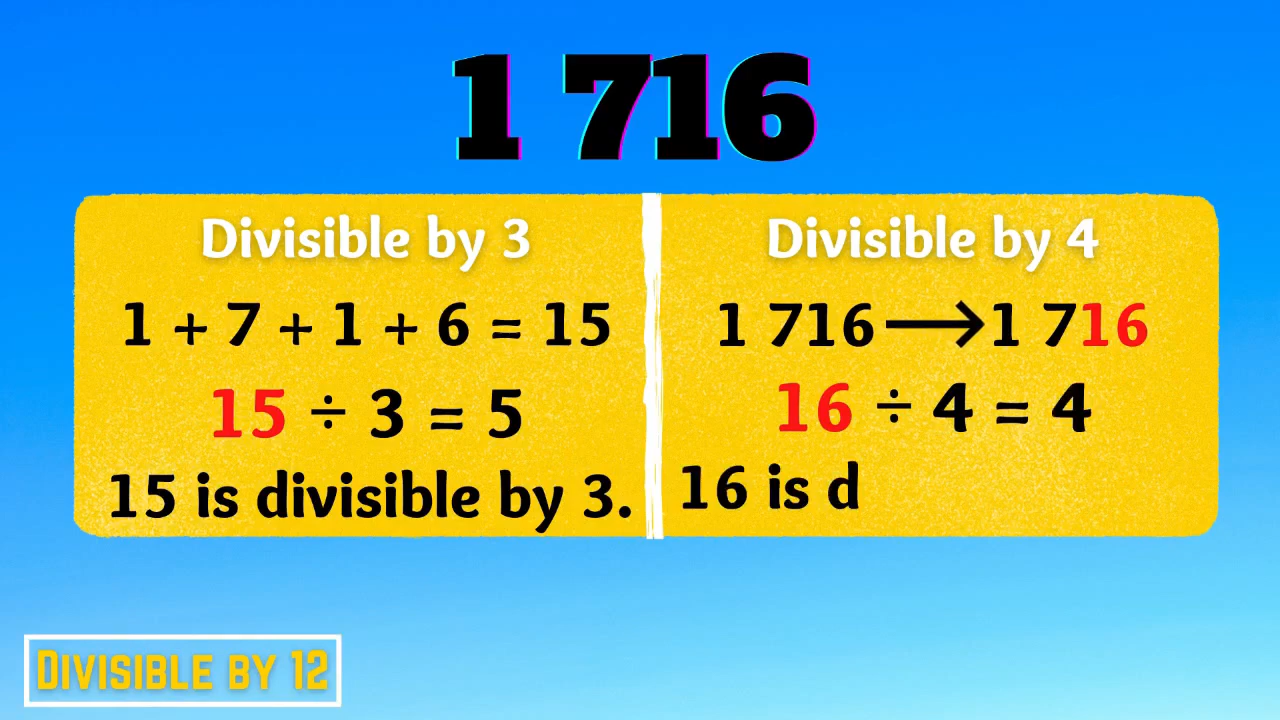 1 716
Divisible by 3
1 + 7 + 1 + 6 = 15
15 ÷ 3 = 5
15 is divisible by 3.
Divisible by 4
1 716 → 1 716
16 ÷ 4 = 4
16 is d
DIVISIBLE BY 12